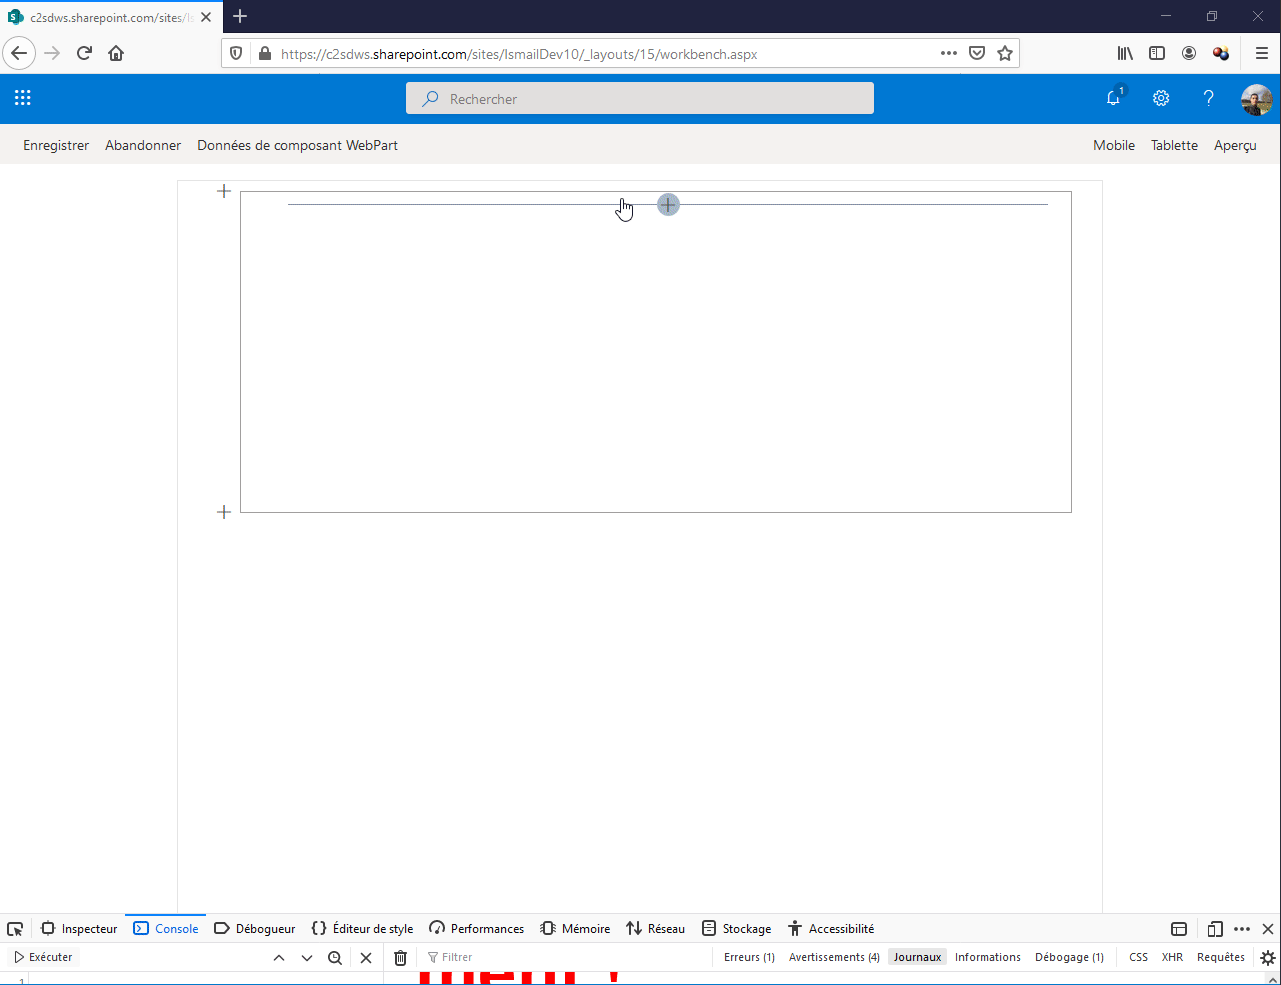 c2sdws.sharepoint.com/sites/Is
https://c2sdws.sharepoint.com/sites/IsmailDev10/_layouts/15/workbench.aspx
Rechercher
1
Enregistrer Abandonner Données de composant WebPart Mobile Tablette Aperçu
Inspecteur Console Débogueur Éditeur de style Performances Mémoire Réseau Stockage Accessibilité
Exécuter Filtrer Erreurs (1) Avertissements (4) Journaux Informations Débogage (1) CSS XHR Requêtes
1